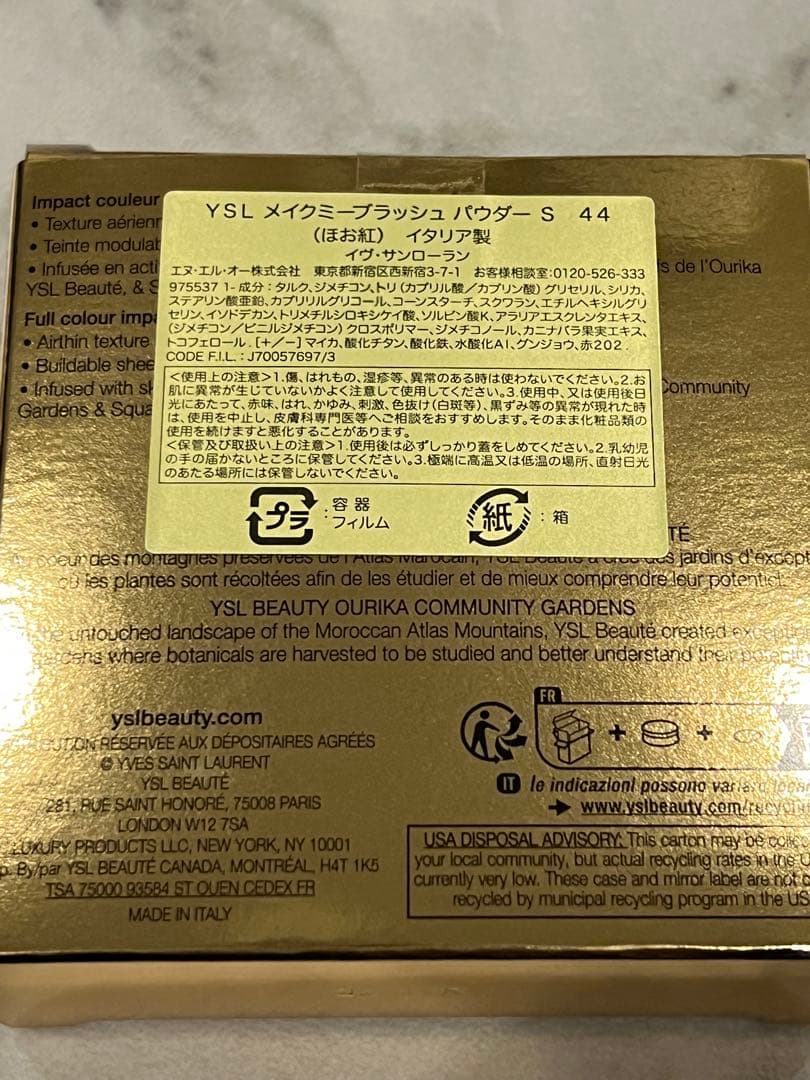 Impact couleur
• Texture aérienn
• Teinte modulab
• Infusée en acti
s de l'Ourika
YSL Beauté, & S
Full colour impa
• Airthin texture
• Buildable shee
• Infused with sk
Community
Gardens & Squa
YSL メイクミーブラッシュ パウダー S 44
(ほお紅) イタリア製
イヴ・サンローラン
エヌ・エル・オー株式会社 東京都新宿区西新宿3-7-1 お客様相談室:0120-526-333
975537 1- 成分:タルク、ジメチコン、トリ(カプリル酸/カプリン酸)グリセリル、シリカ、
ステアリン酸亜鉛、カプリリルグリコール、コーンスターチ、スクワラン、エチルヘキシルグリ
セリン、イソドデカン、トリメチルシロキシケイ酸、ソルビン酸K、アラリアエスクレンタエキス、
(ジメチコン/ビニルジメチコン)クロスポリマー、ジメチコノール、カニナバラ果実エキス、
トコフェロール.[+/-]マイカ、酸化チタン、酸化鉄、水酸化Al、グンジョウ、赤202.
CODE F.I.L.:J70057697/3
<使用上の注意>1.傷、はれもの、湿疹等、異常のある時は使わないでください。2.お
肌に異常が生じていないかよく注意して使用してください。3.使用中、又は使用後日
光にあたって、赤味、はれ、かゆみ、刺激、色抜け(白斑等)、黒ずみ等の異常が現れた時
は、使用を中止し、皮膚科専門医等へご相談をおすすめします。そのまま化粧品類の
使用を続けますと悪化することがあります。
<保管及び取扱い上の注意>1.使用後は必ずしっかり蓋をしめてください。2.乳幼児
の手の届かないところに保管してください。3.極端に高温又は低温の場所、直射日光
のあたる場所には保管しないでください。
プラ :容器 フィルム
紙 :箱
TÉ
coeur des montagnes préservées de l'Atlas Marocain, YSL Beauté a créé des jardins d'except
où les plantes sont récoltées afin de les étudier et de mieux comprendre leur potentiel.
YSL BEAUTY OURIKA COMMUNITY GARDENS
untouched landscape of the Moroccan Atlas Mountains, YSL Beauté created exceptio
where botanicals are harvested to be studied and better understand their potenti
yslbeauty.com
RÉSERVÉE AUX DÉPOSITAIRES AGRÉÉS
© YVES SAINT LAURENT
YSL BEAUTÉ
281, RUE SAINT HONORÉ, 75008 PARIS
LONDON W12 7SA
LUXURY PRODUCTS LLC, NEW YORK, NY 10001
p. By/par YSL BEAUTÉ CANADA, MONTRÉAL, H4T 1K5
TSA 75000 93584 ST OUEN CEDEX FR
MADE IN ITALY
FR
+ +
IT le indicazioni possono variare
www.yslbeauty.com/recyclin
USA DISPOSAL ADVISORY: This carton may be collec
your local community, but actual recycling rates in the U
currently very low. These case and mirror label are not c
recycled by municipal recycling program in the US